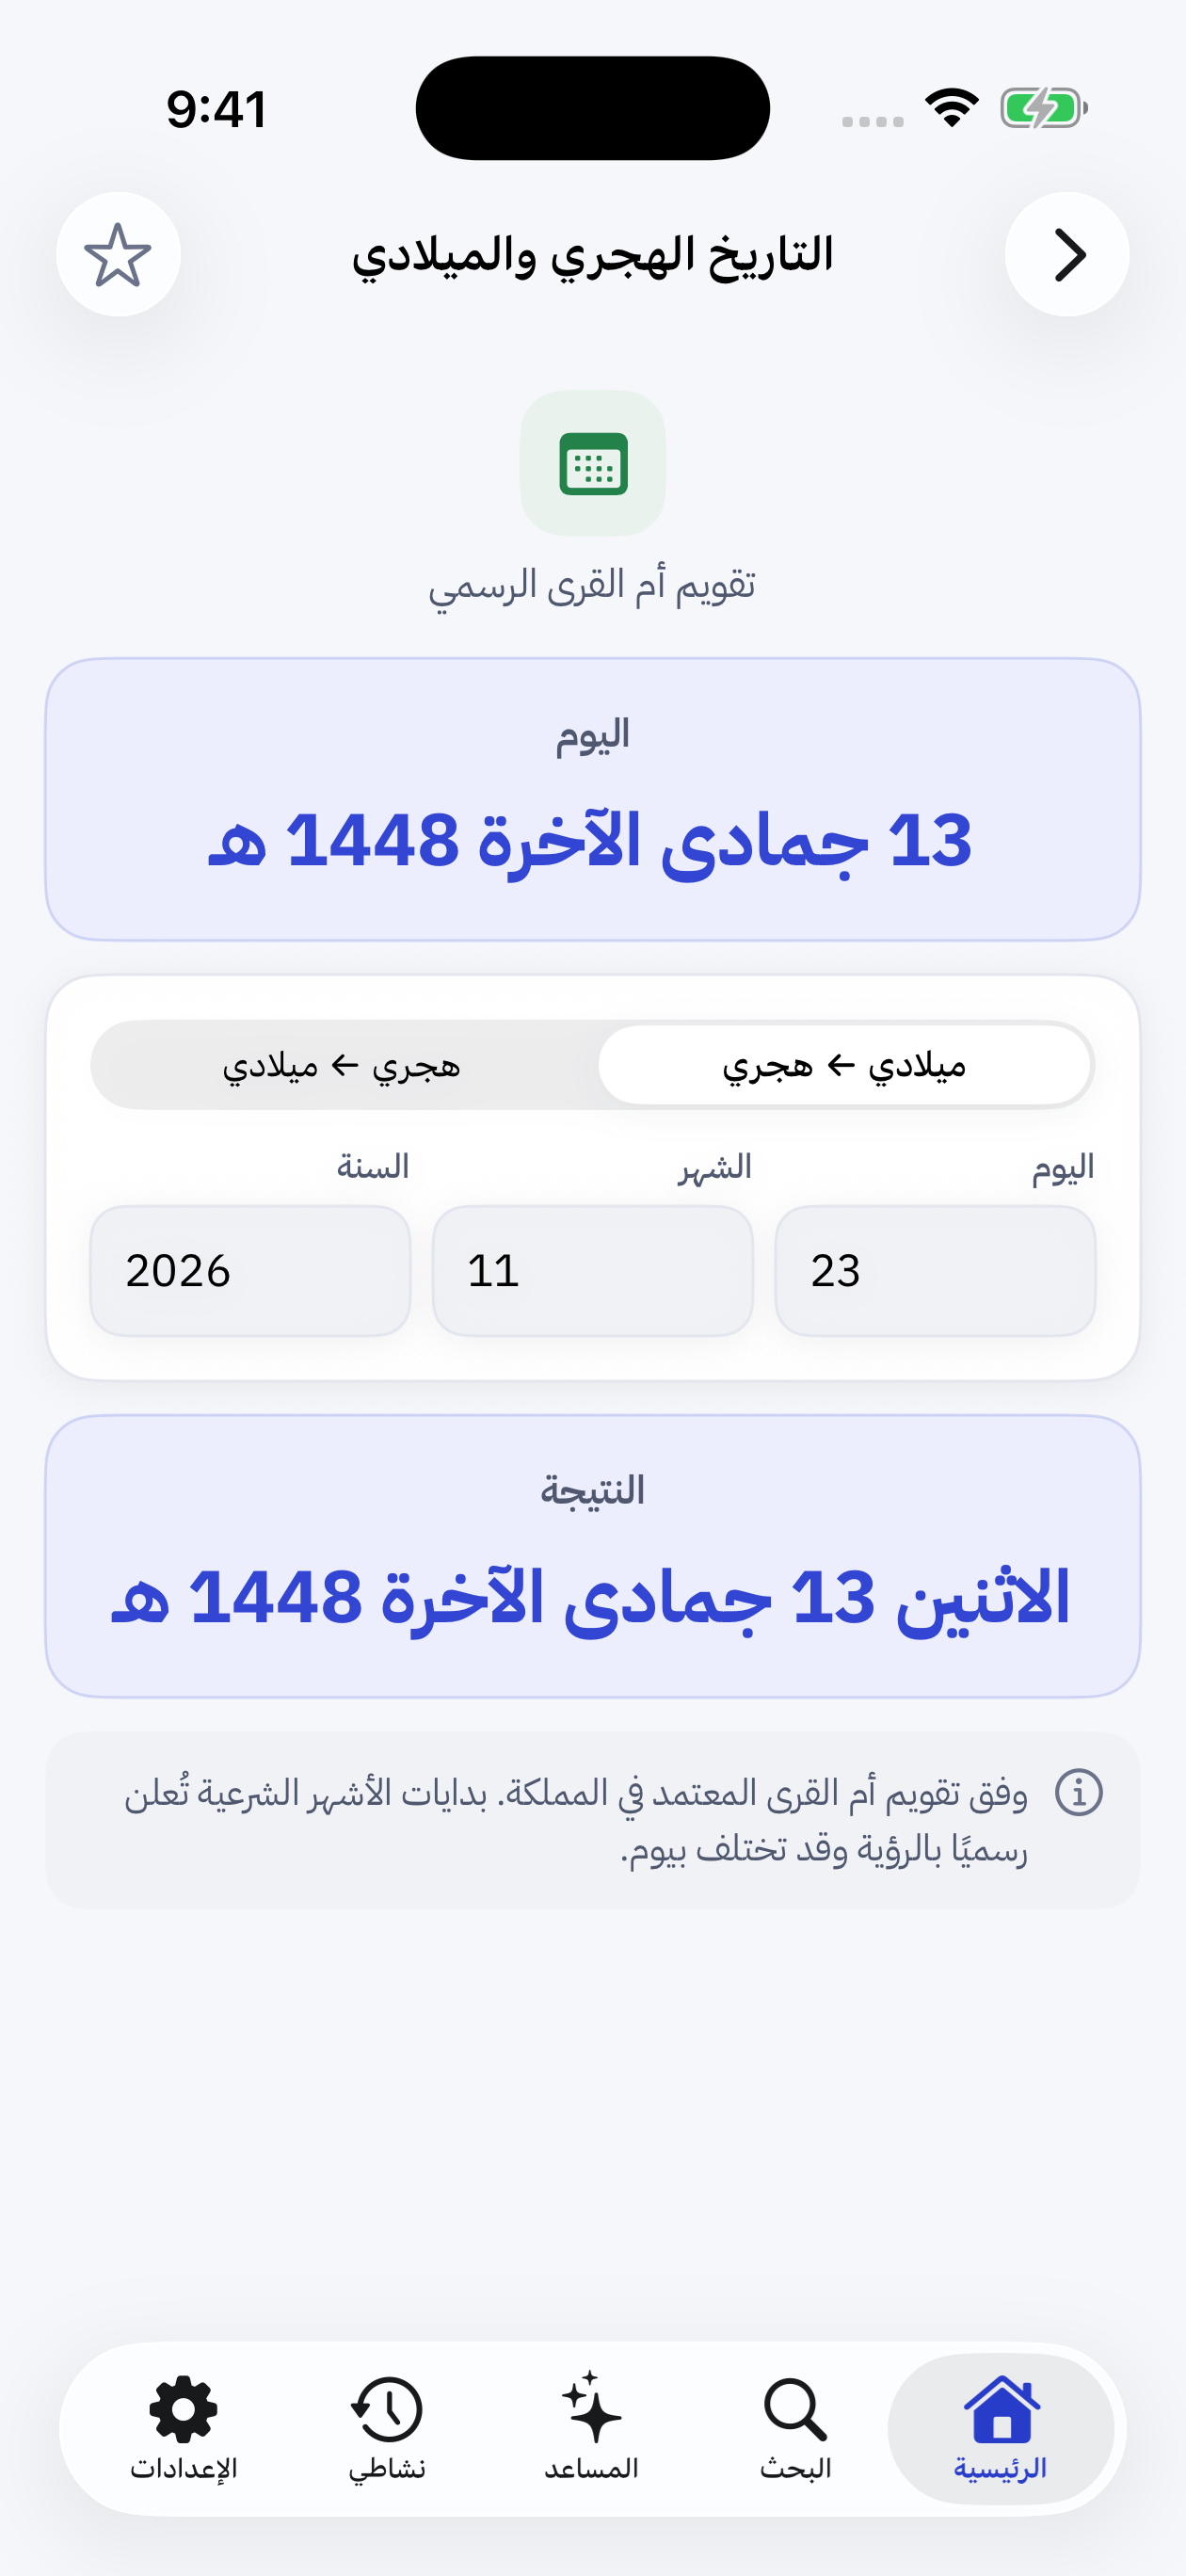 9:41
التاريخ الهجري والميلادي
تقويم أم القرى الرسمي
اليوم
13 جمادى الآخرة 1448 هـ
ميلادي ← هجري
هجري ← ميلادي
اليوم
الشهر
السنة
23
11
2026
النتيجة
الاثنين 13 جمادى الآخرة 1448 هـ
وفق تقويم أم القرى المعتمد في المملكة. بدايات الأشهر الشرعية تُعلن
رسميًا بالرؤية وقد تختلف بيوم.
الرئيسية
البحث
المساعد
نشاطي
الإعدادات